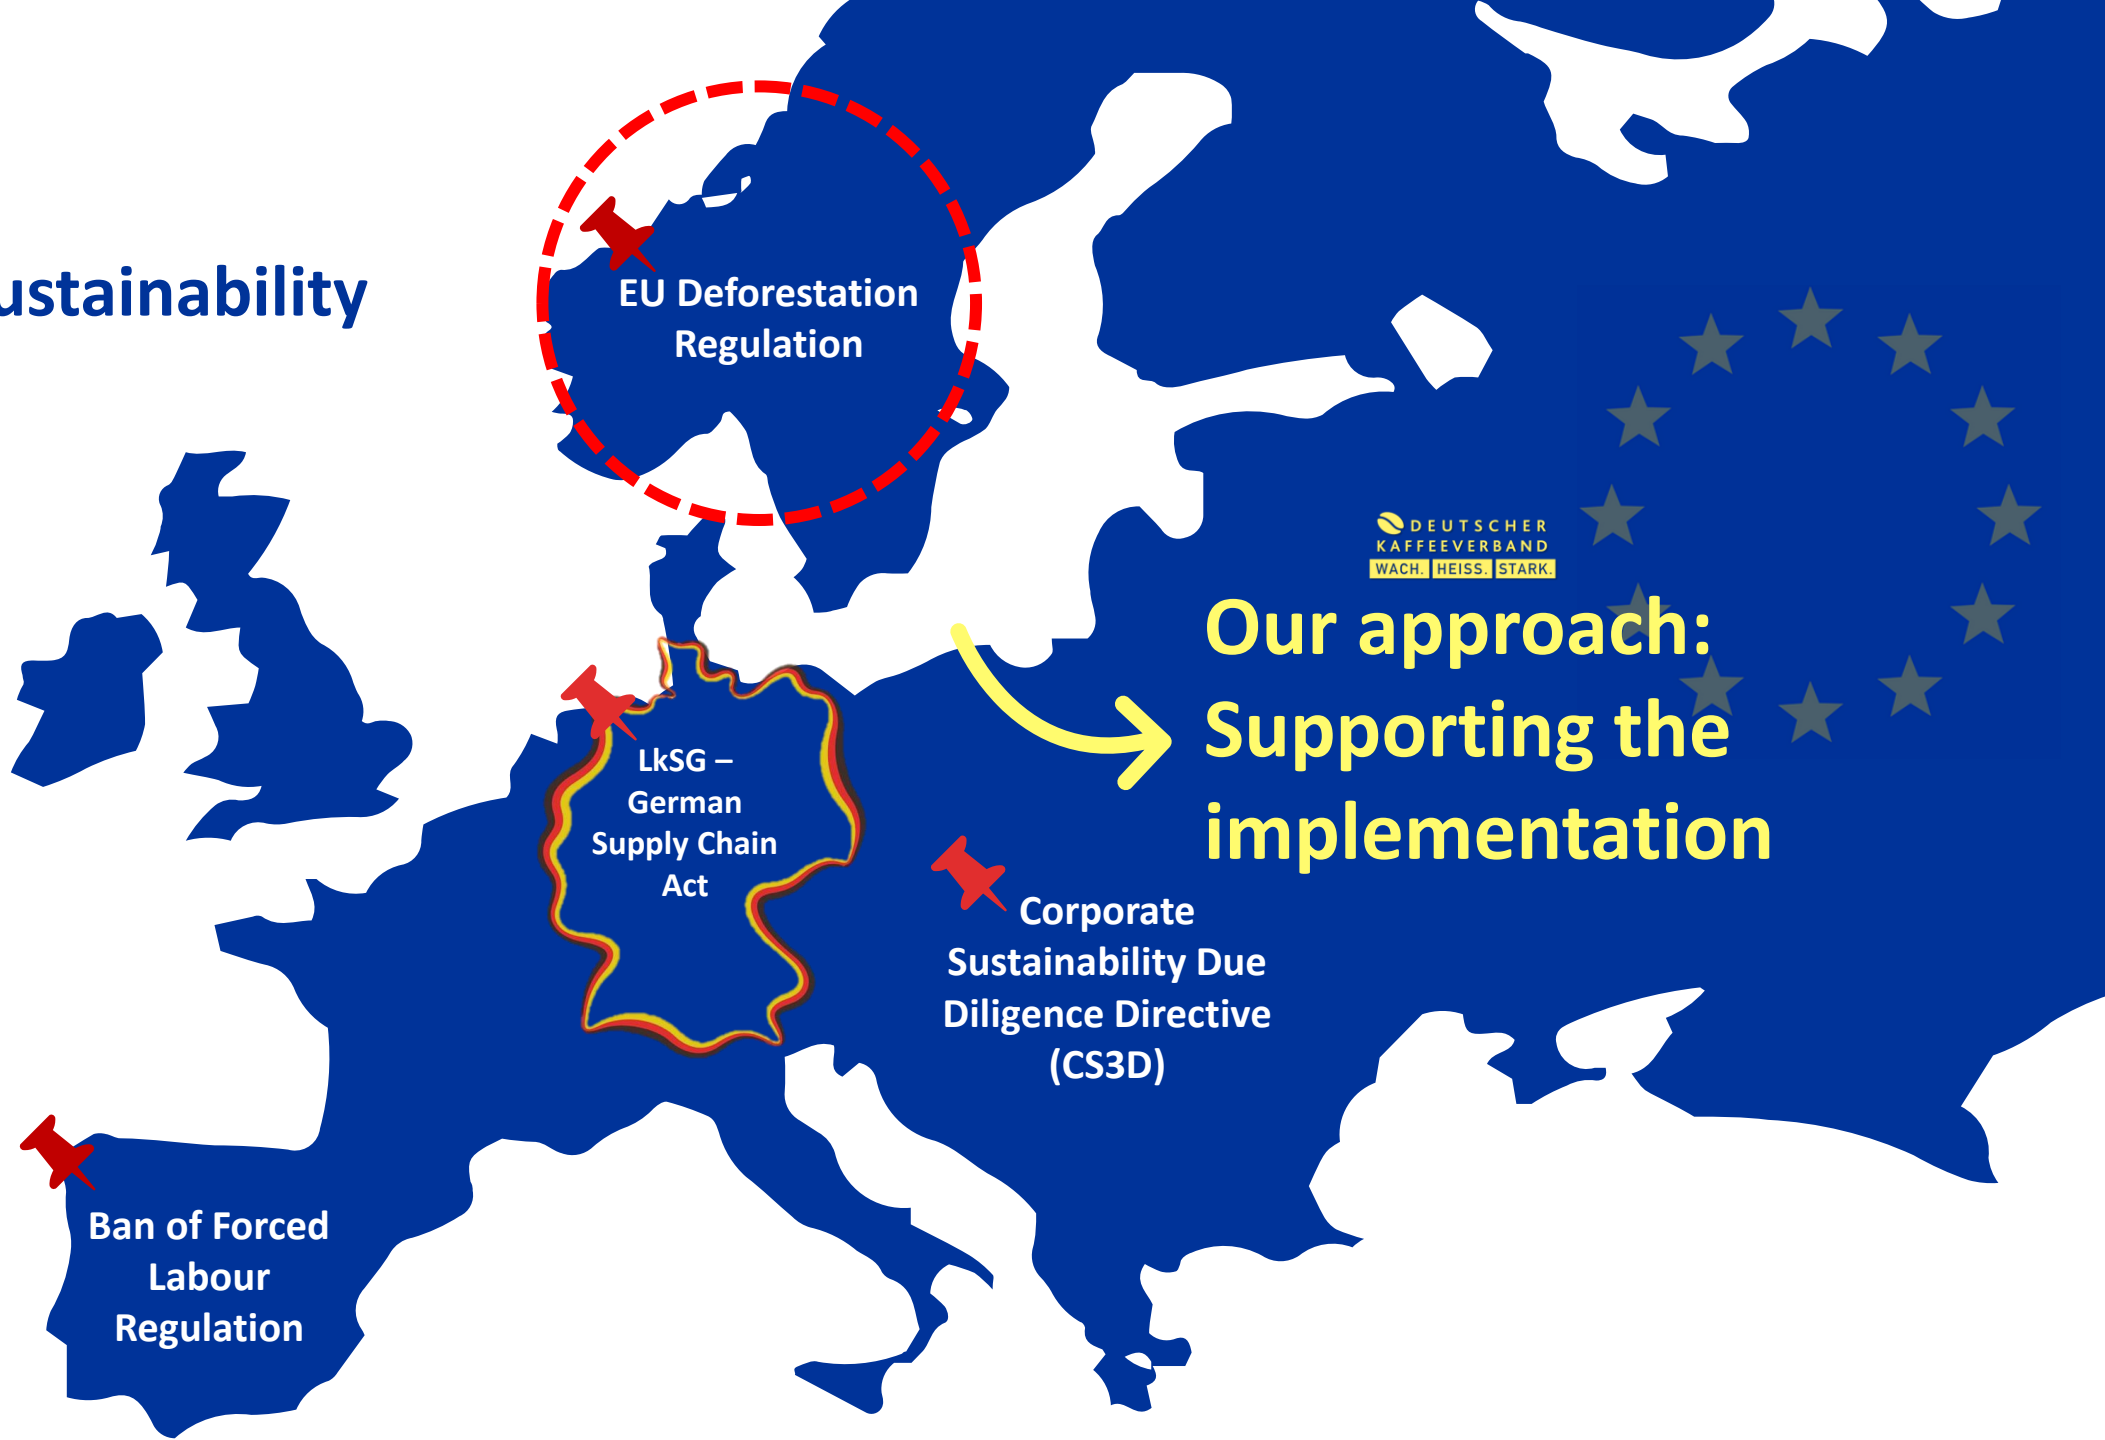 EU Deforestation
Regulation
ustainability
DEUTSCHER
KAFFEEVERBAND
WACH. HEISS. STARK.
Our approach:
Supporting the
implementation
LkSG –
German
Supply Chain
Act
Corporate
Sustainability Due
Diligence Directive
(CS3D)
Ban of Forced
Labour
Regulation